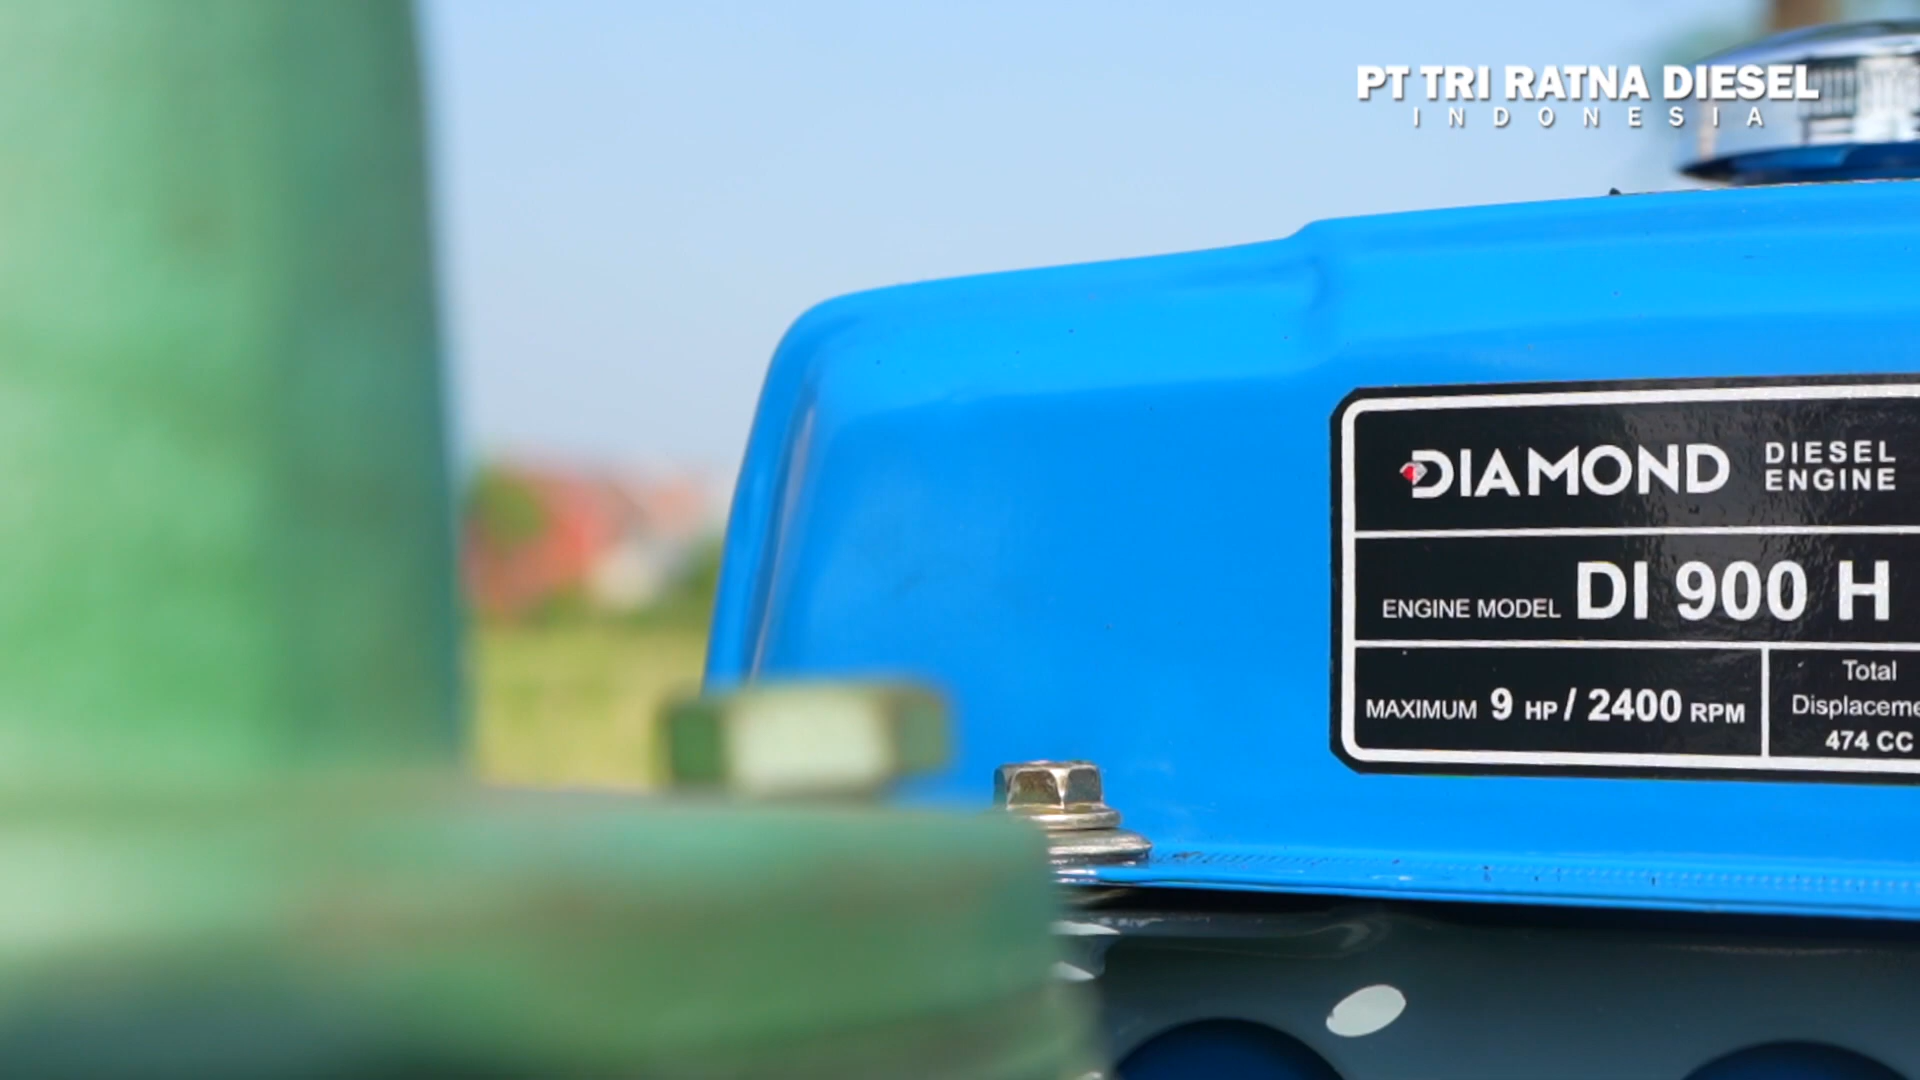 PT TRI RATNA DIESEL
INDONESIA
DIAMOND DIESEL ENGINE
ENGINE MODEL DI 900 H
MAXIMUM 9 HP / 2400 RPM
Total
Displaceme
474 CC